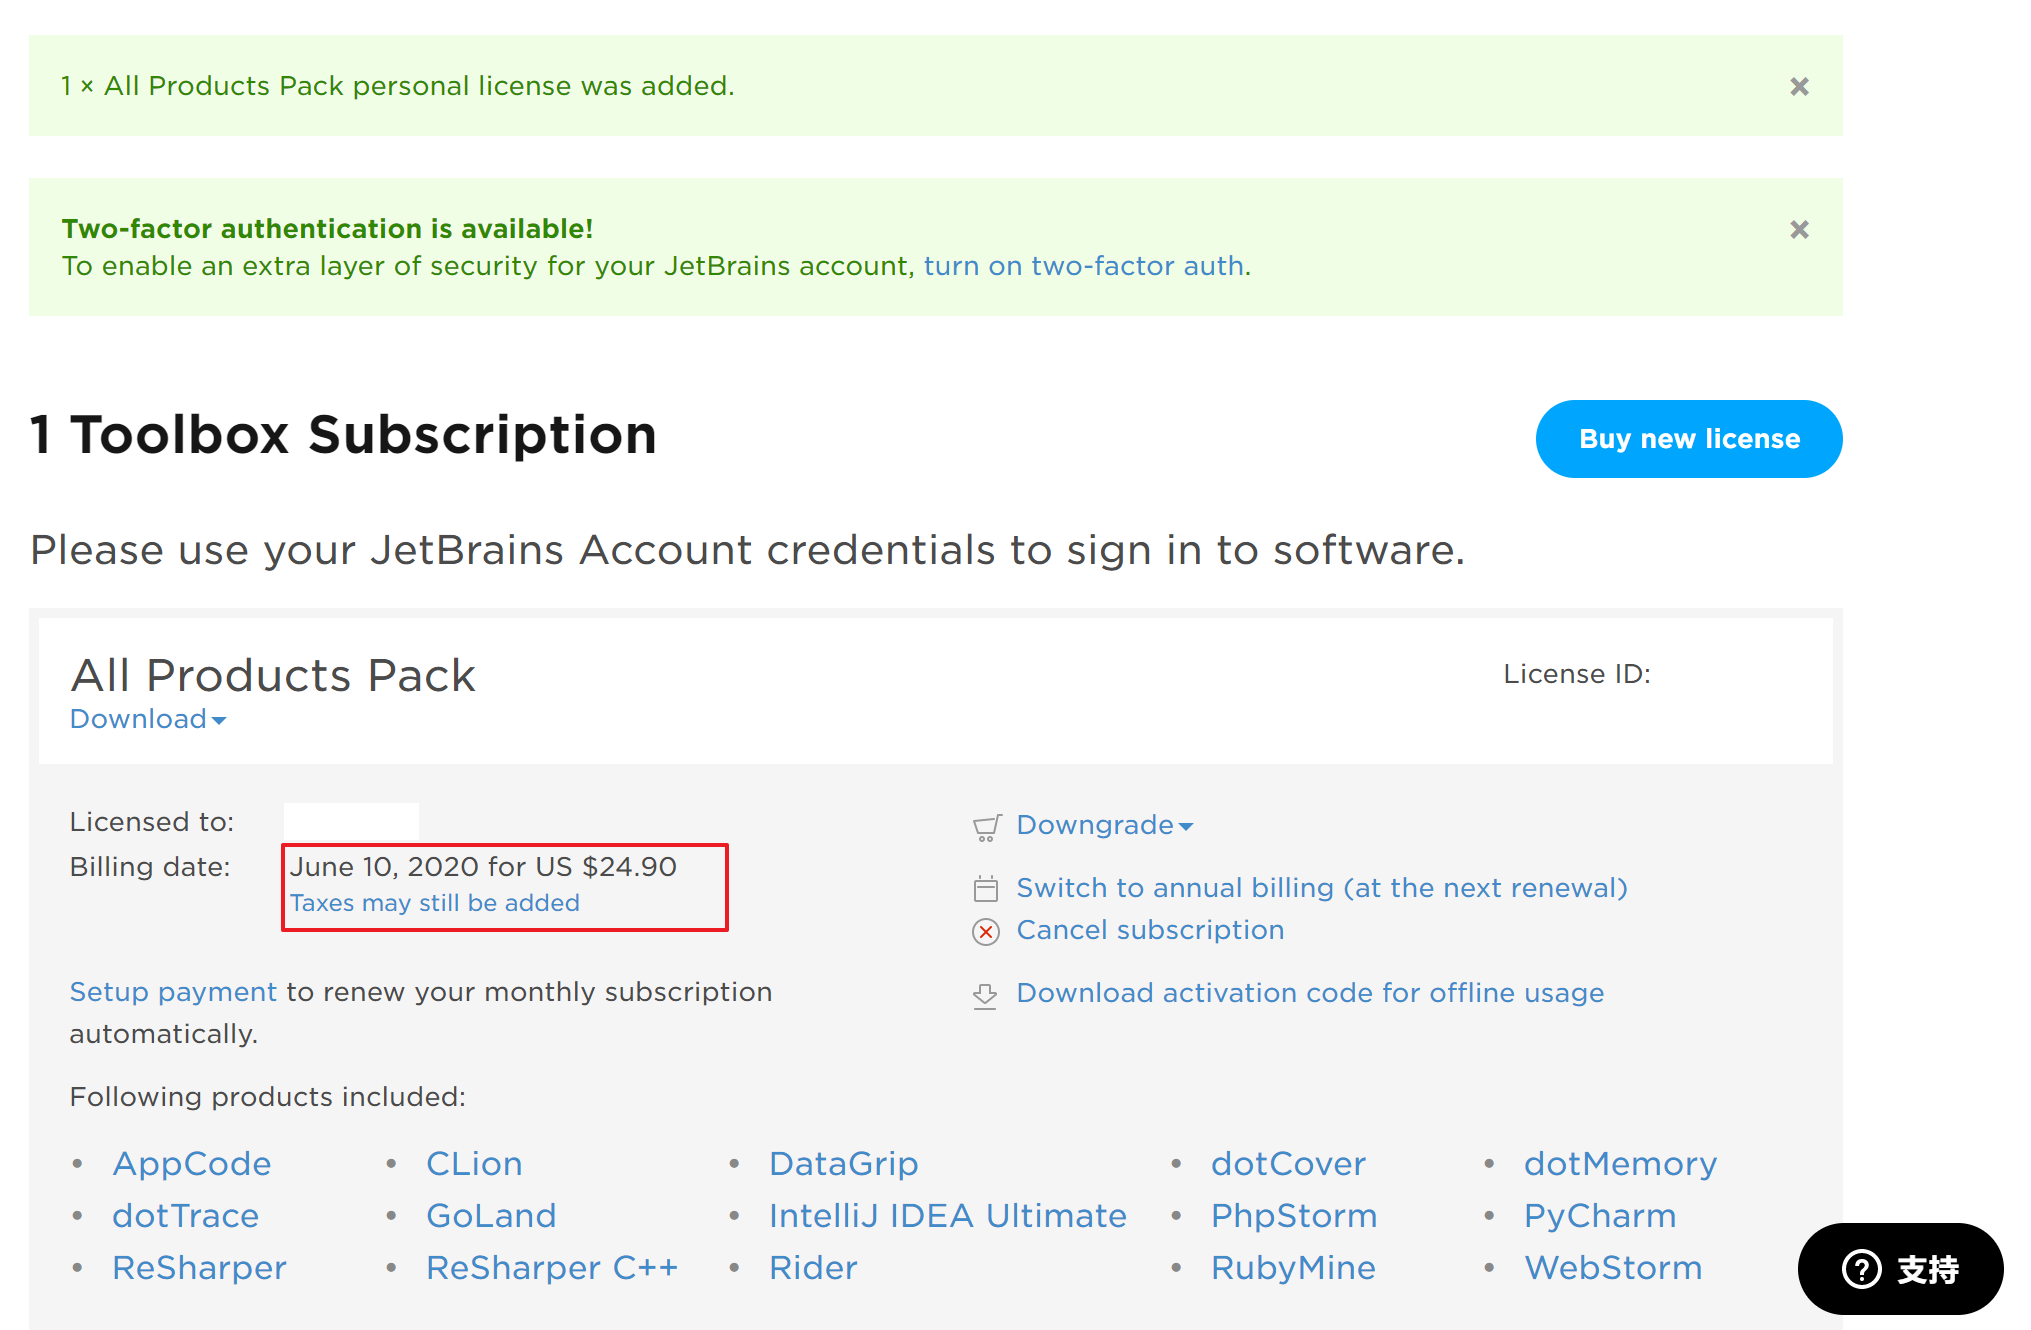 1 × All Products Pack personal license was added.
Two-factor authentication is available!
To enable an extra layer of security for your JetBrains account, turn on two-factor auth.
1 Toolbox Subscription
Buy new license
Please use your JetBrains Account credentials to sign in to software.
All Products Pack
License ID:
Download
Licensed to:
Billing date: June 10, 2020 for US $24.90
Taxes may still be added
Downgrade
Switch to annual billing (at the next renewal)
Cancel subscription
Download activation code for offline usage
Setup payment to renew your monthly subscription
automatically.
Following products included:
• AppCode • CLion • DataGrip • dotCover • dotMemory
• dotTrace • GoLand • IntelliJ IDEA Ultimate • PhpStorm • PyCharm
• ReSharper • ReSharper C++ • Rider • RubyMine • WebStorm
支持